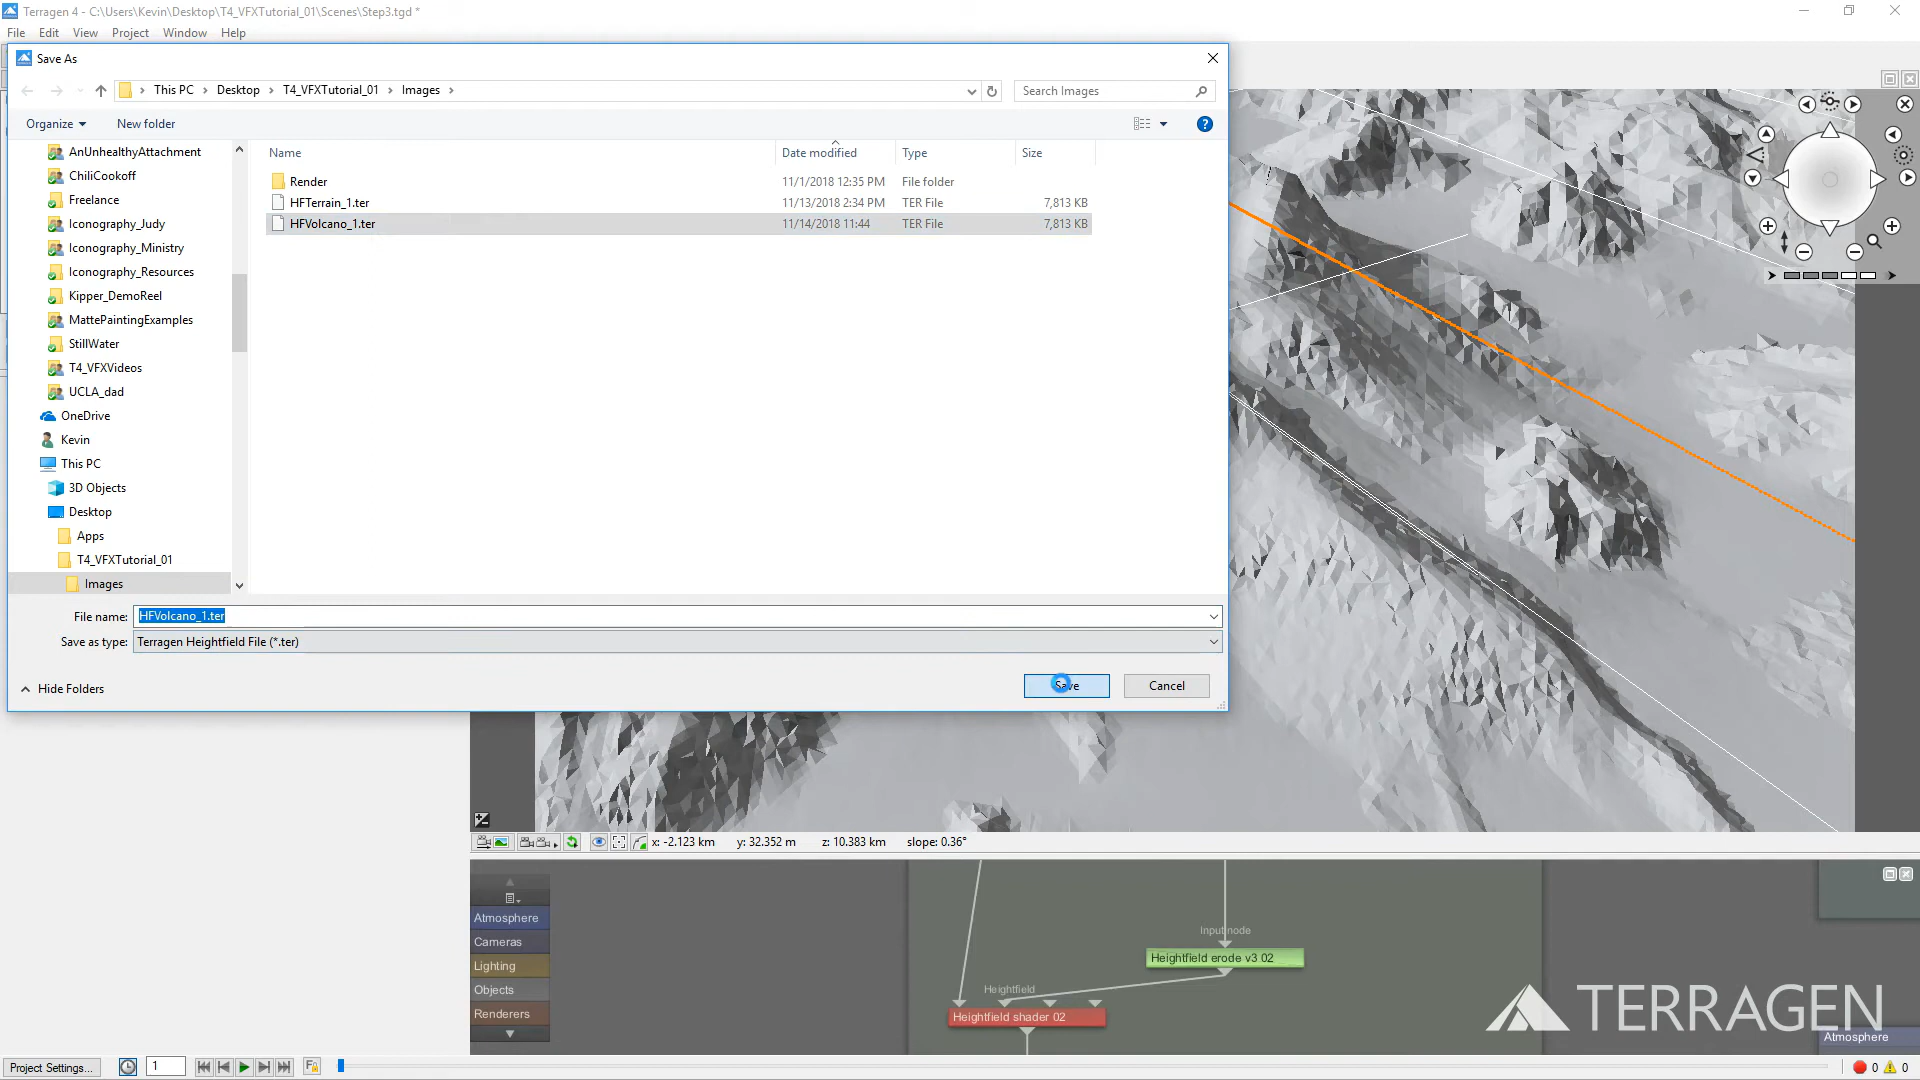 Terragen 4 - C:\Users\Kevin\Desktop\T4_VFXTutorial_01\Scenes\Step3.tgd *
File Edit View Project Window Help
Save As
This PC > Desktop > T4_VFXTutorial_01 > Images >
Search Images
Organize New folder
Name Date modified Type Size
Render 11/1/2018 12:35 PM File folder
HFTerrain_1.ter 11/13/2018 2:34 PM TER File 7,813 KB
HFVolcano_1.ter 11/14/2018 11:44 TER File 7,813 KB
AnUnhealthyAttachment
ChiliCookoff
Freelance
Iconography_Judy
Iconography_Ministry
Iconography_Resources
Kipper_DemoReel
MattePaintingExamples
StillWater
T4_VFXVideos
UCLA_dad
OneDrive
Kevin
This PC
3D Objects
Desktop
Apps
T4_VFXTutorial_01
Images
File name: HFVolcano_1.ter
Save as type: Terragen Heightfield File (*.ter)
Hide Folders
Save Cancel
x: -2.123 km y: 32.352 m z: 10.383 km slope: 0.36°
Atmosphere
Cameras
Lighting
Objects
Renderers
Input node
Heightfield erode v3 02
Heightfield
Heightfield shader 02
TERRAGEN
Atmosphere
Project Settings... 1
0 0